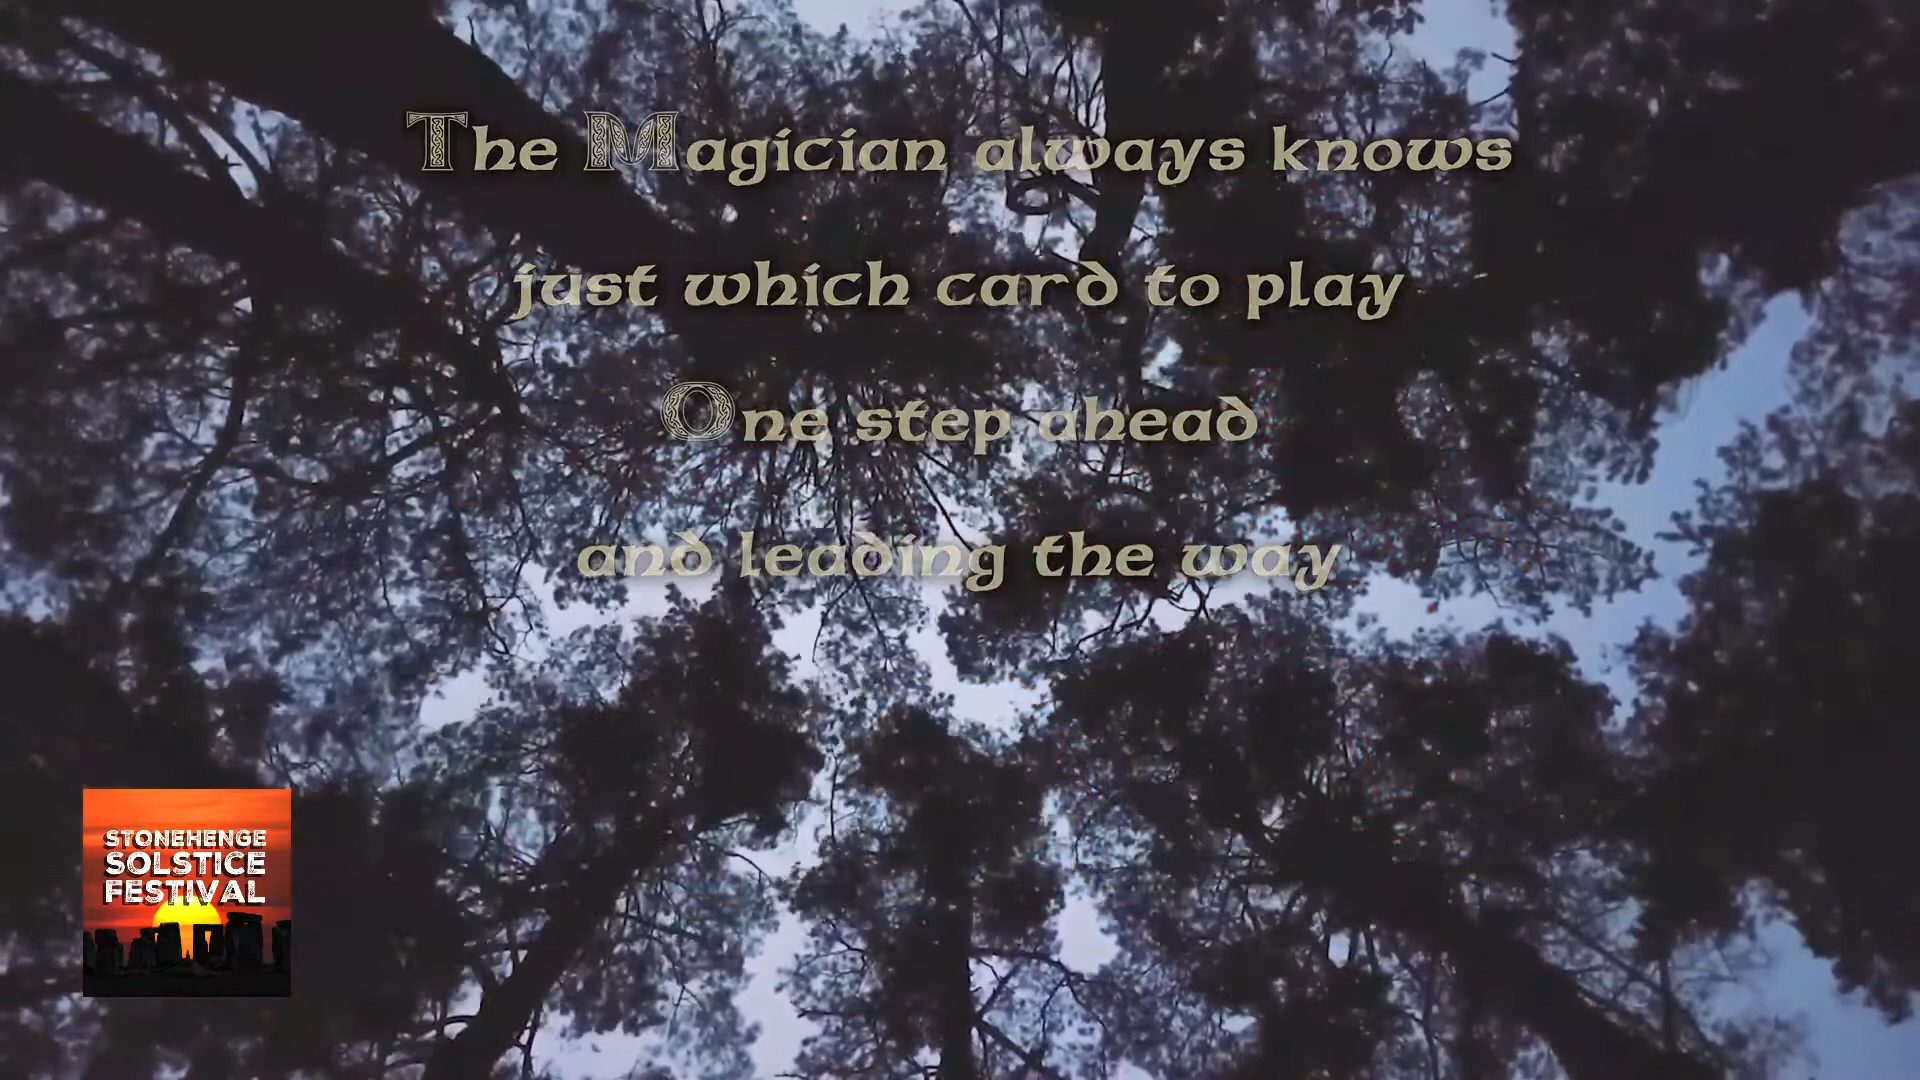 The Magician always knows
just which card to play
One step ahead
and leading the way
STONEHENGE
SOLSTICE
FESTIVAL